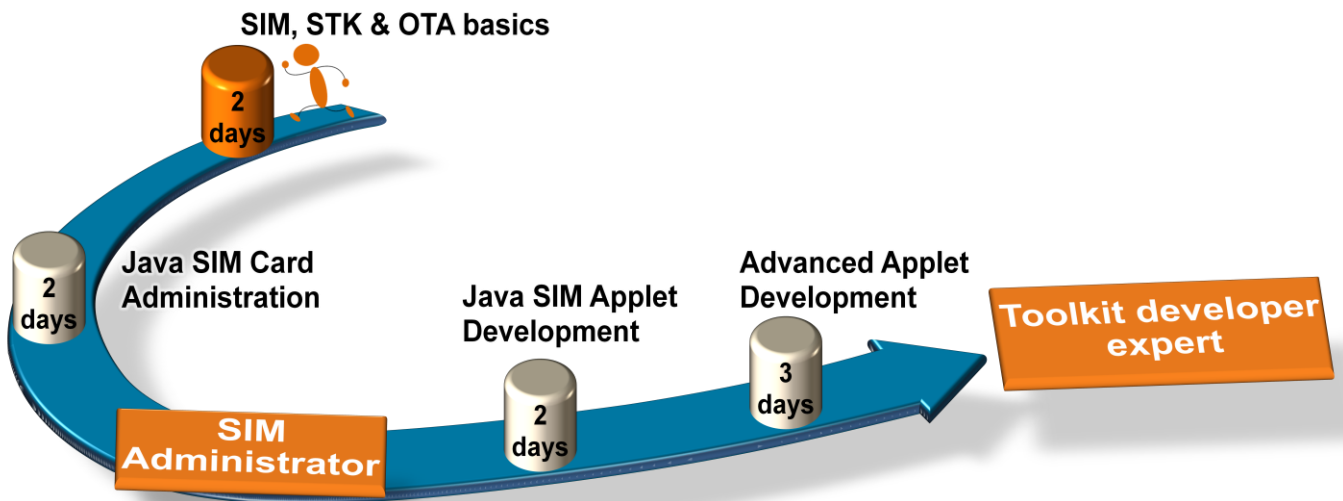 SIM, STK & OTA basics
2
days
Java SIM Card
Administration
2
days
SIM
Administrator
Java SIM Applet
Development
2
days
Advanced Applet
Development
3
days
Toolkit developer
expert